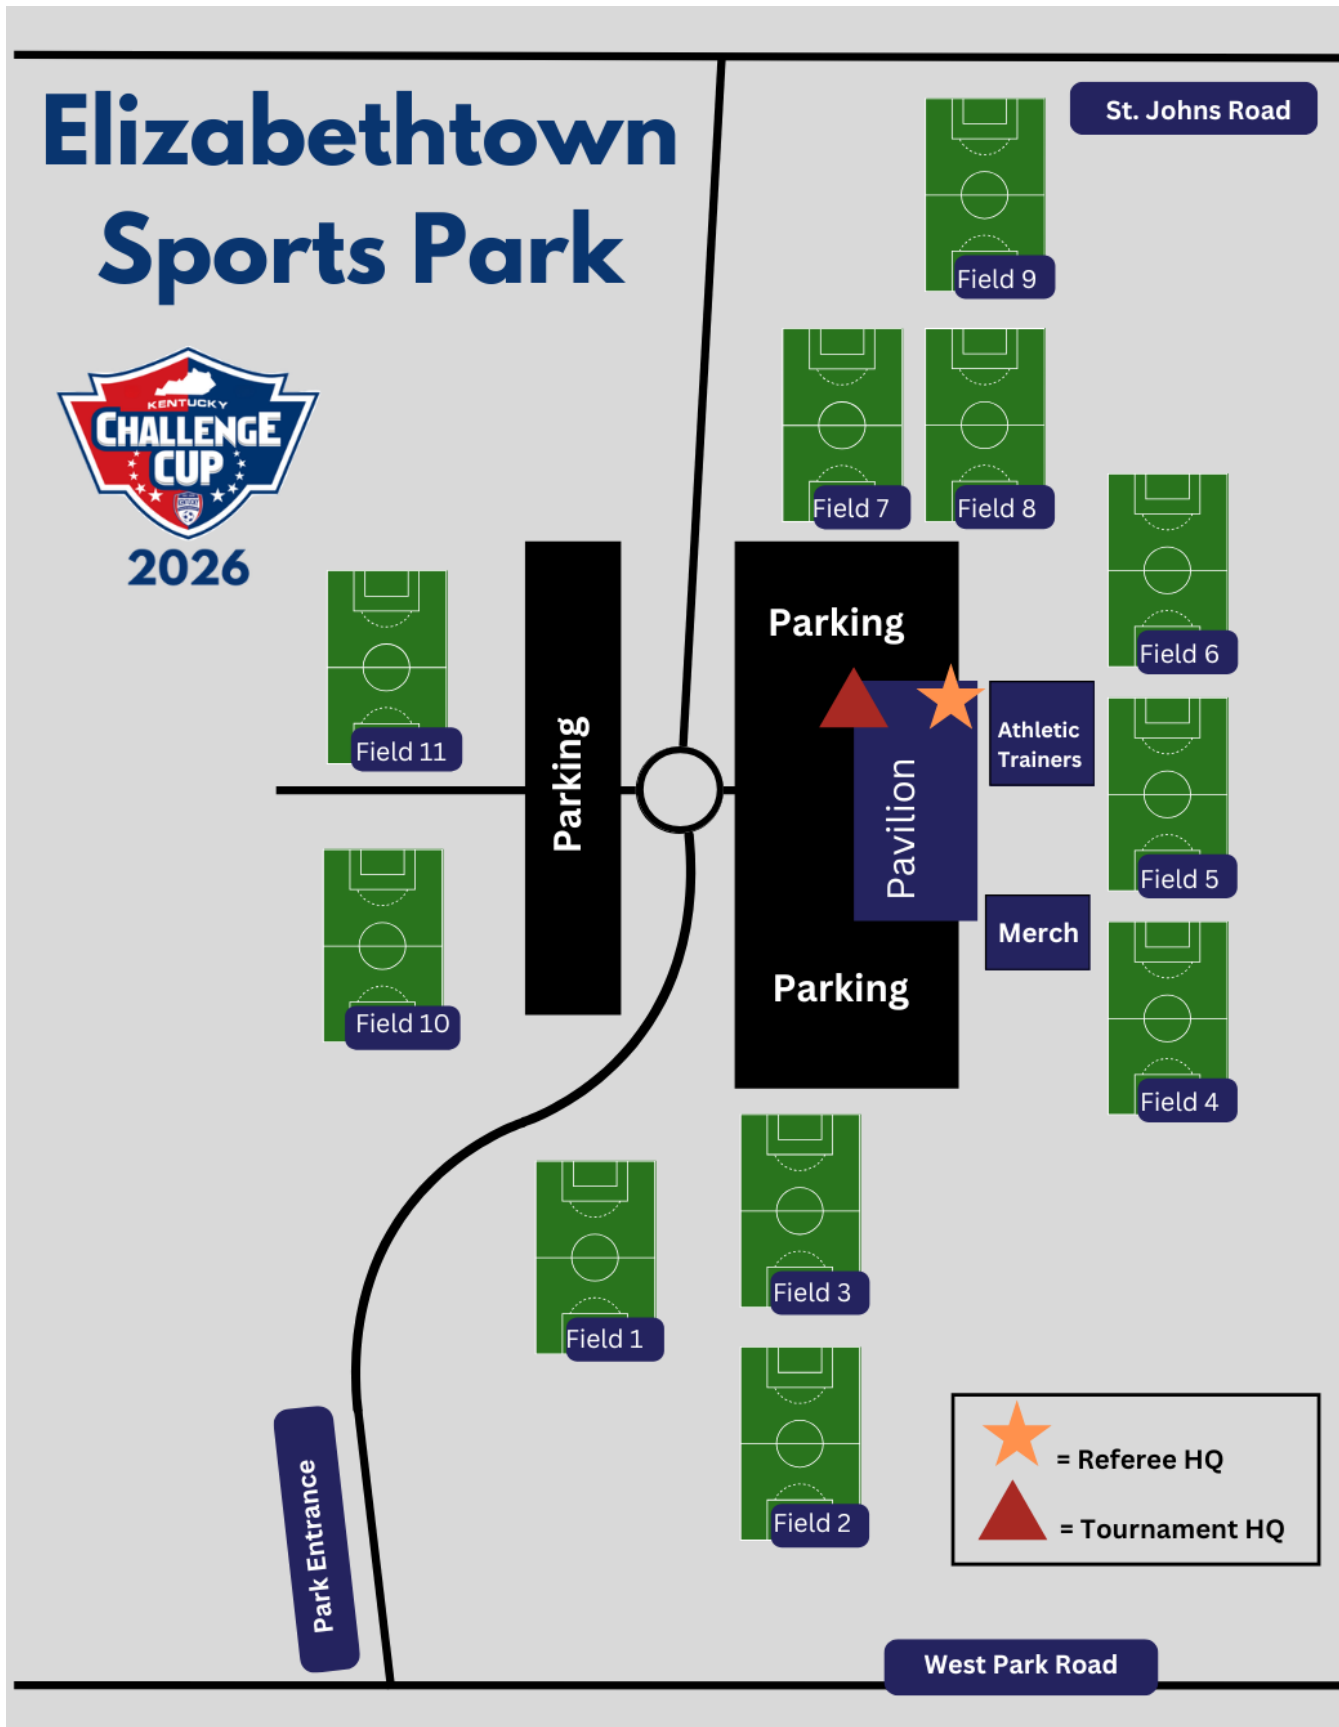 Elizabethtown
Sports Park
St. Johns Road
Field 9
KENTUCKY
CHALLENGE
CUP
2026
Field 7
Field 8
Field 6
Field 11
Parking
Parking
Athletic
Trainers
Pavilion
Field 5
Merch
Field 10
Parking
Field 4
Field 3
Field 1
Field 2
= Referee HQ
= Tournament HQ
Park Entrance
West Park Road